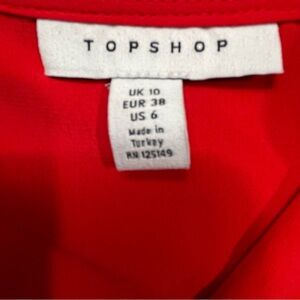 TOPSHOP
UK 10
EUR 38
US 6
Made in
Turkey
RN 125149